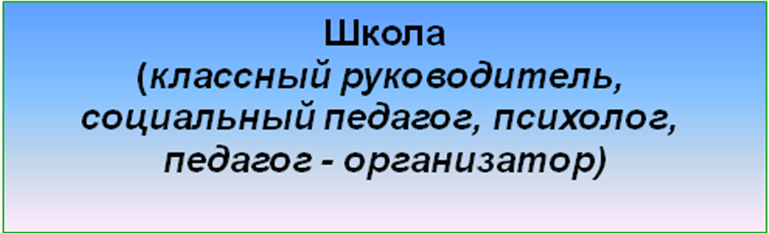 Школа
(классный руководитель,
социальный педагог, психолог,
педагог - организатор)